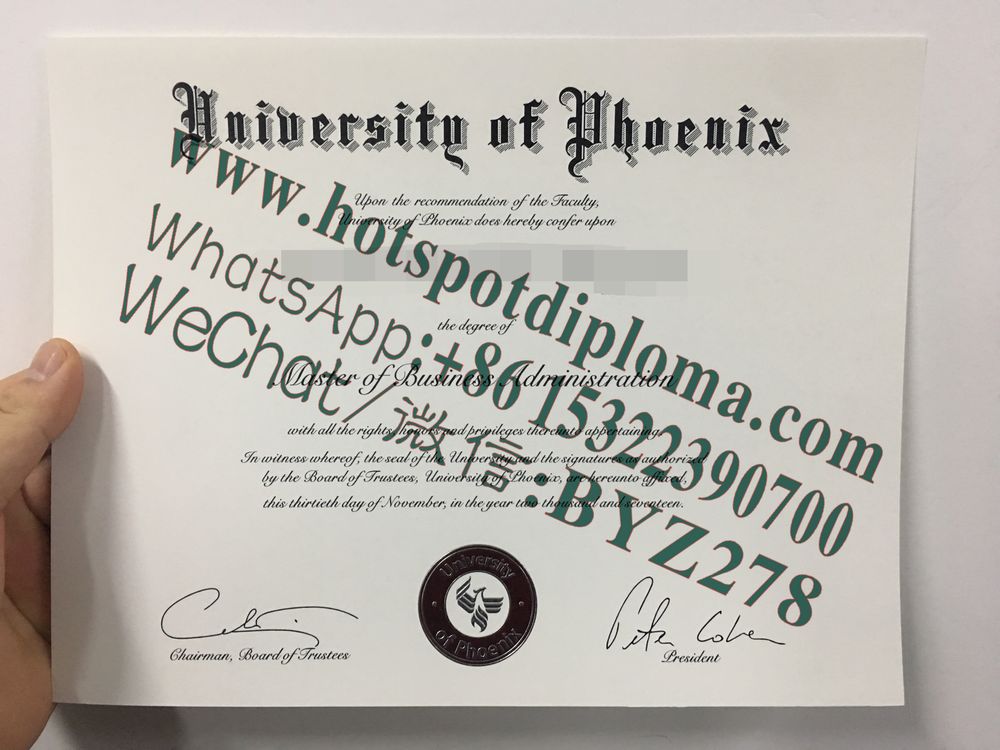 University of Phoenix
Upon the recommendation of the Faculty,
University of Phoenix does hereby confer upon
the degree of
Master of Business Administration
with all the rights, honors and privileges thereunto appertaining.
In witness whereof, the seal of the University and the signatures as authorized
by the Board of Trustees, University of Phoenix, are hereunto affixed,
this thirtieth day of November, in the year two thousand and seventeen.
University
of Phoenix
Chairman, Board of Trustees
Peter Cohen
President
www.hotspotdiploma.com
WhatsApp:+8615322390700
WeChat/微信:BYZ278